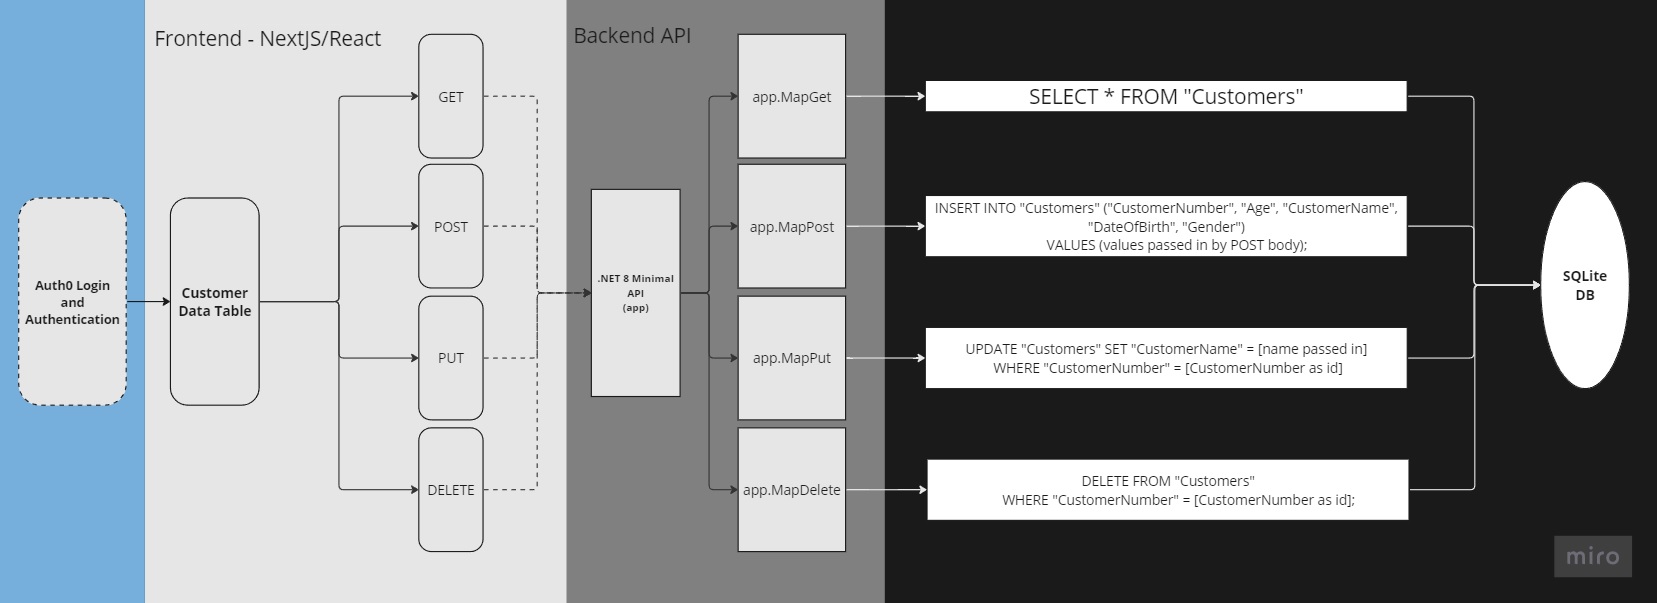 Frontend - NextJS/React
Backend API
Auth0 Login
and
Authentication
Customer
Data Table
GET
POST
PUT
DELETE
.NET 8 Minimal
API
(app)
app.MapGet
app.MapPost
app.MapPut
app.MapDelete
SELECT * FROM "Customers"
INSERT INTO "Customers" ("CustomerNumber", "Age", "CustomerName",
"DateOfBirth", "Gender")
VALUES (values passed in by POST body);
UPDATE "Customers" SET "CustomerName" = [name passed in]
WHERE "CustomerNumber" = [CustomerNumber as id]
DELETE FROM "Customers"
WHERE "CustomerNumber" = [CustomerNumber as id];
SQLite
DB
miro